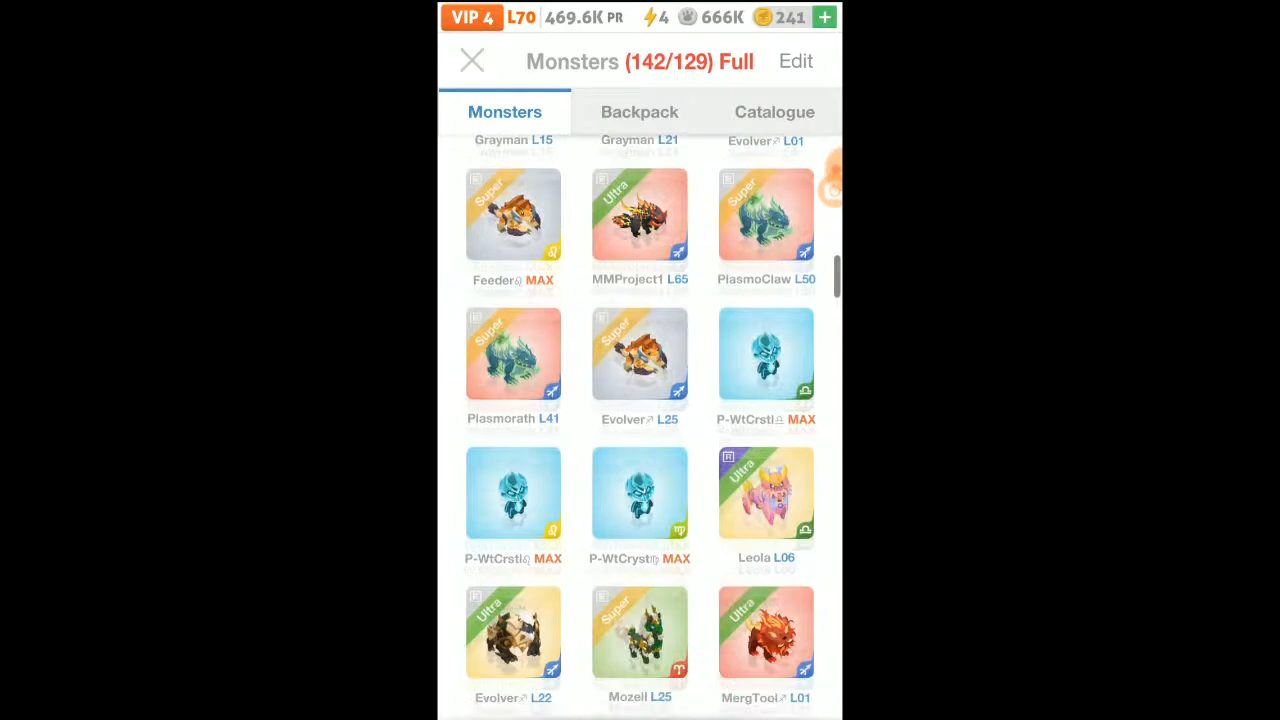 VIP 4 L70 469.6K PR 4 666K 241 +
Monsters (142/129) Full Edit
Monsters Backpack Catalogue
Grayman L15 Grayman L21 Evolver♐ L01
R Super R Ultra R Super
Feeder♌ MAX MMProject1 L65 PlasmoClaw L50
Super R Super
Plasmorath L41 Evolver♐ L25 P-WtCrstl♎ MAX
R Ultra
P-WtCrstl♌ MAX P-WtCryst♍ MAX Leola L06
R Ultra R Super Ultra
Evolver♐ L22 Mozell L25 MergTool♐ L01